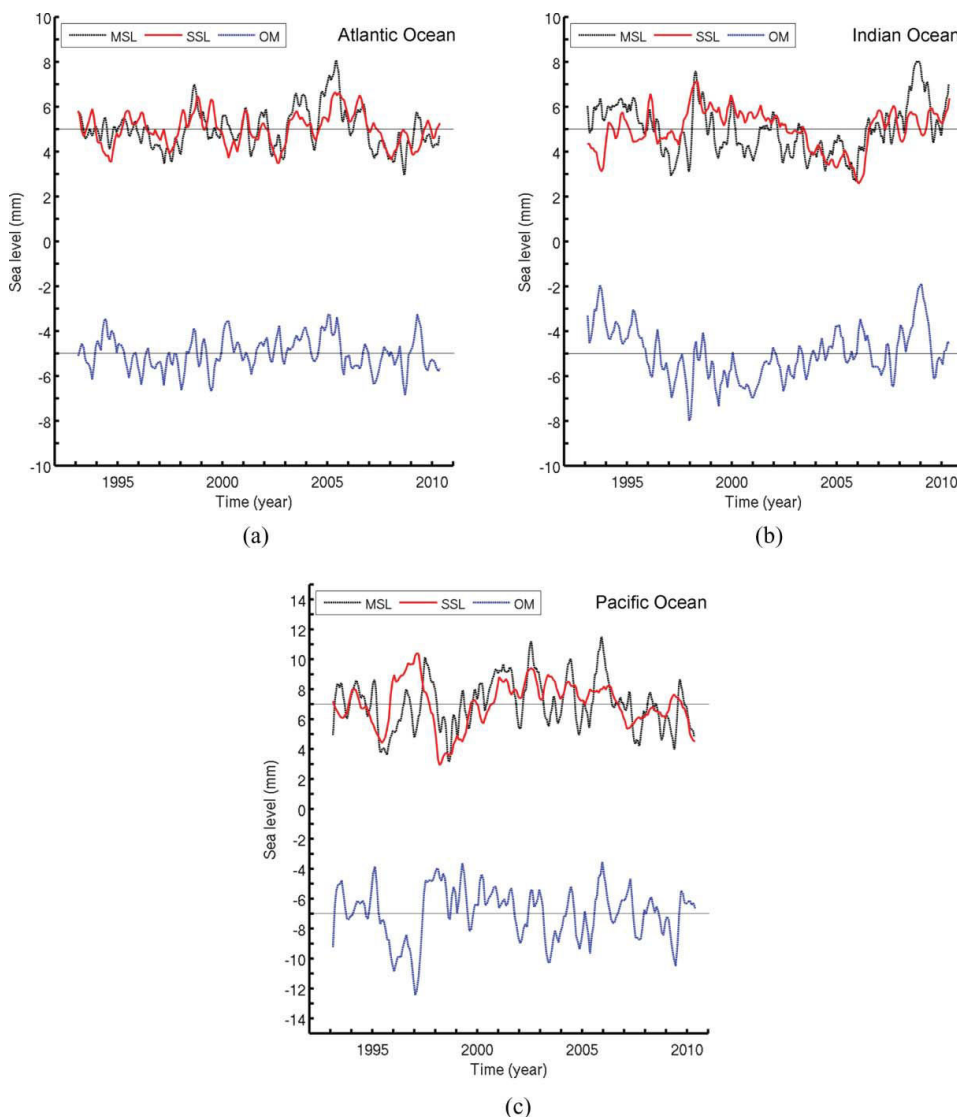 MSL SSL OM
Atlantic Ocean
10
8
6
4
2
0
-2
-4
-6
-8
-10
Sea level (mm)
1995 2000 2005 2010
Time (year)
(a)
MSL SSL OM
Indian Ocean
10
8
6
4
2
0
-2
-4
-6
-8
-10
Sea level (mm)
1995 2000 2005 2010
Time (year)
(b)
MSL SSL OM
Pacific Ocean
14
12
10
8
6
4
2
0
-2
-4
-6
-8
-10
-12
-14
Sea level (mm)
1995 2000 2005 2010
Time (year)
(c)